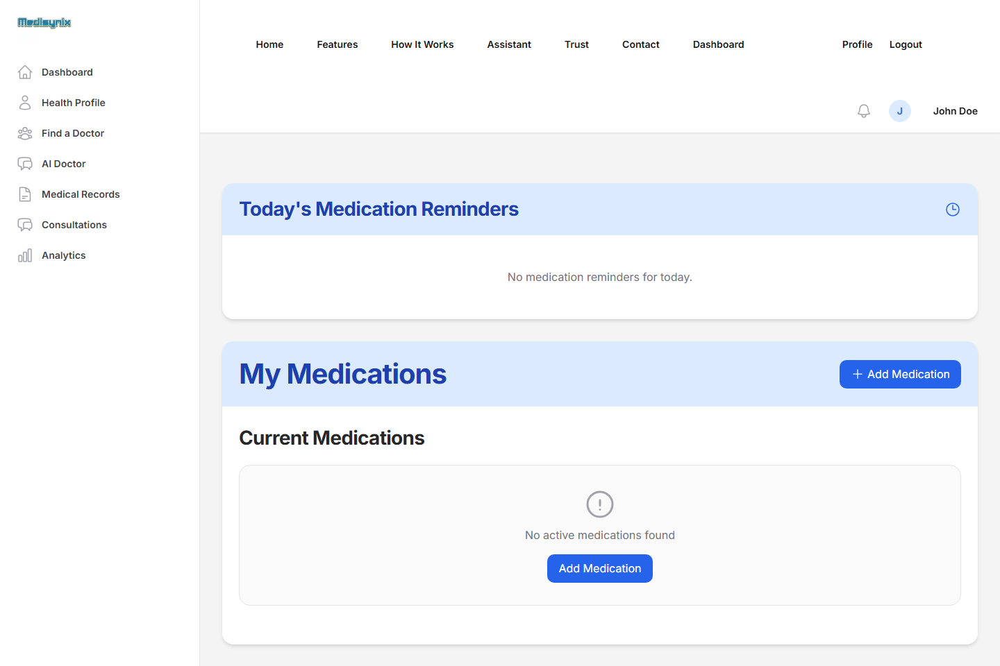 Medisynix
Dashboard
Health Profile
Find a Doctor
AI Doctor
Medical Records
Consultations
Analytics
Home
Features
How It Works
Assistant
Trust
Contact
Dashboard
Profile
Logout
J
John Doe
Today's Medication Reminders
No medication reminders for today.
My Medications
Add Medication
Current Medications
No active medications found
Add Medication